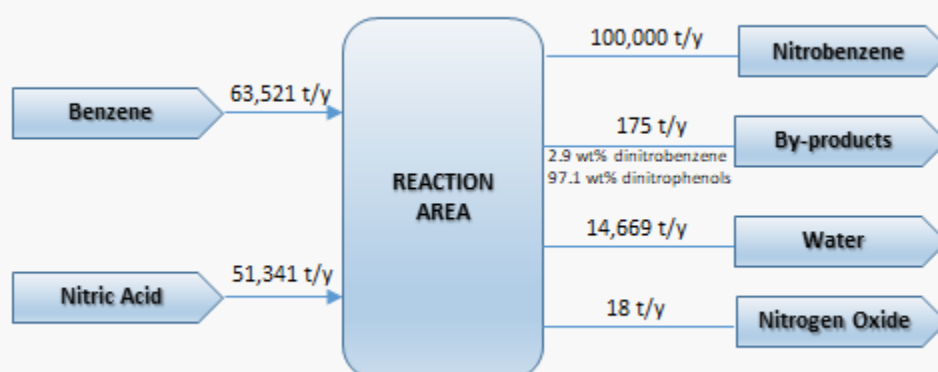 100,000 t/y
Nitrobenzene
Benzene
63,521 t/y
175 t/y
By-products
2.9 wt% dinitrobenzene
97.1 wt% dinitrophenols
REACTION
AREA
14,669 t/y
Water
Nitric Acid
51,341 t/y
18 t/y
Nitrogen Oxide